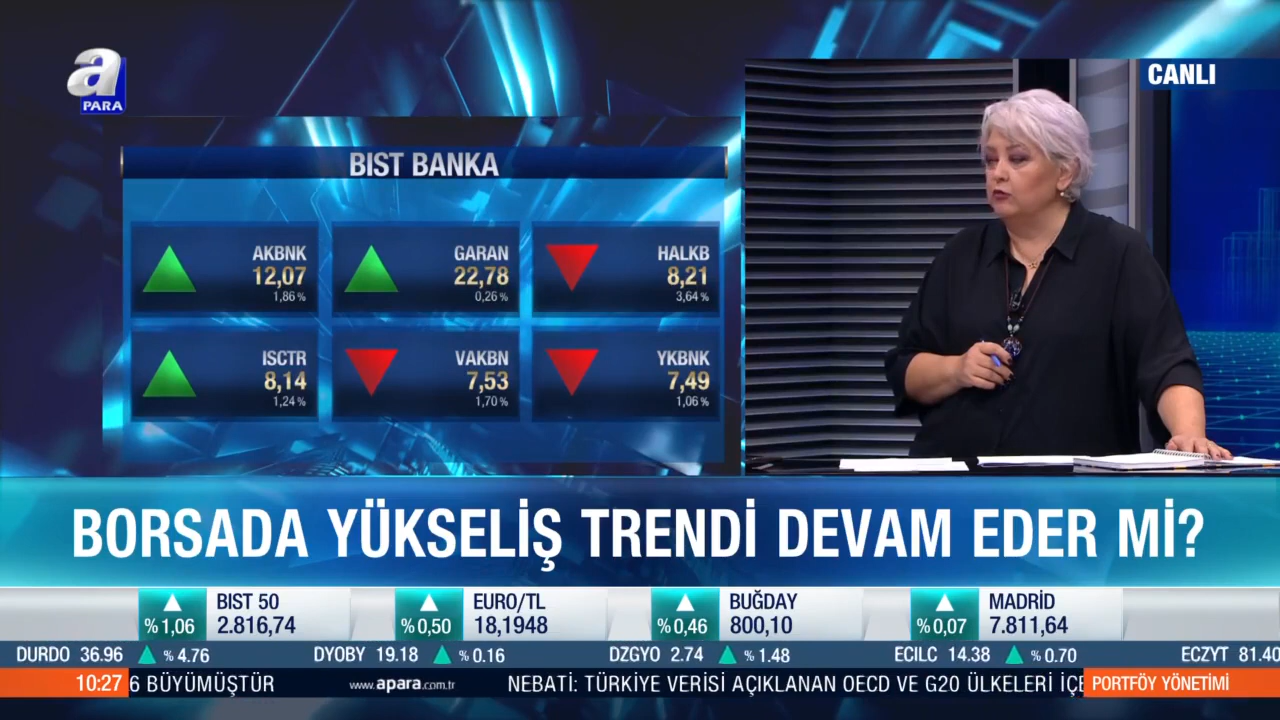 a
PARA
CANLI
BIST BANKA
AKBNK
12,07
1,86 %
GARAN
22,78
0,26 %
HALKB
8,21
3,64 %
ISCTR
8,14
1,24 %
VAKBN
7,53
1,70 %
YKBNK
7,49
1,06 %
BORSADA YÜKSELİŞ TRENDİ DEVAM EDER Mİ?
% 1,06 BIST 50 2.816,74
% 0,50 EURO/TL 18,1948
% 0,46 BUĞDAY 800,10
% 0,07 MADRİD 7.811,64
DURDO 36.96 % 4.76 DYOBY 19.18 % 0.16 DZGYO 2.74 % 1.48 ECILC 14.38 % 0.70 ECZYT 81.40
10:27 6 BÜYÜMÜŞTÜR www.apara.com.tr NEBATİ: TÜRKİYE VERİSİ AÇIKLANAN OECD VE G20 ÜLKELERİ İÇE PORTFÖY YÖNETİMİ